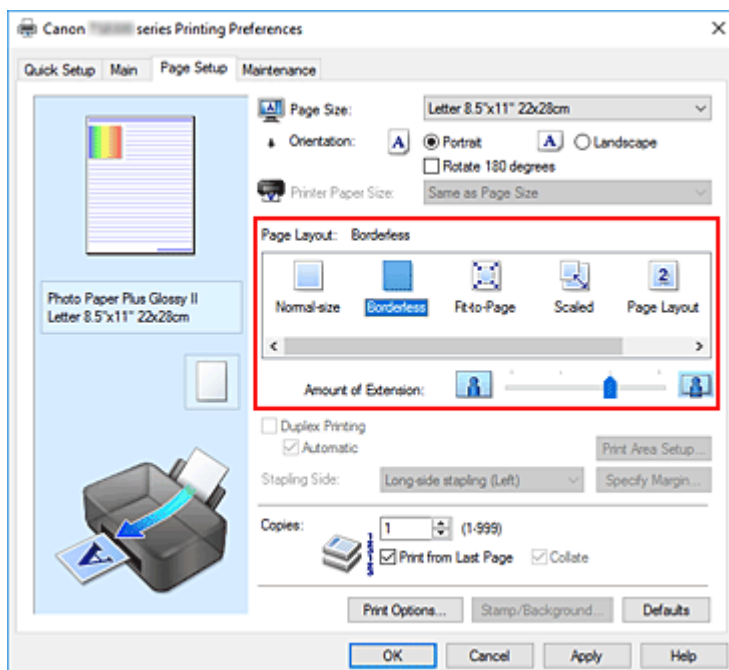 Canon series Printing Preferences
Quick Setup Main Page Setup Maintenance
Page Size: Letter 8.5"x11" 22x28cm
Orientation: A Portrait A Landscape
Rotate 180 degrees
Printer Paper Size: Same as Page Size
Page Layout: Borderless
2
Normal-size Borderless Fit-to-Page Scaled Page Layout
Photo Paper Plus Glossy II
Letter 8.5"x11" 22x28cm
Amount of Extension:
Duplex Printing
Automatic
Print Area Setup...
Stapling Side: Long-side stapling (Left) Specify Margin...
Copies: 1 (1-999)
Print from Last Page Collate
Print Options... Stamp/Background... Defaults
OK Cancel Apply Help